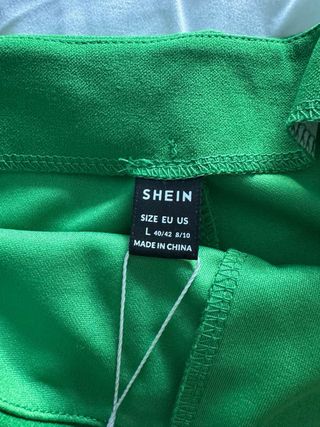 SHEIN
SIZE EU US
L 40/42 8/10
MADE IN CHINA